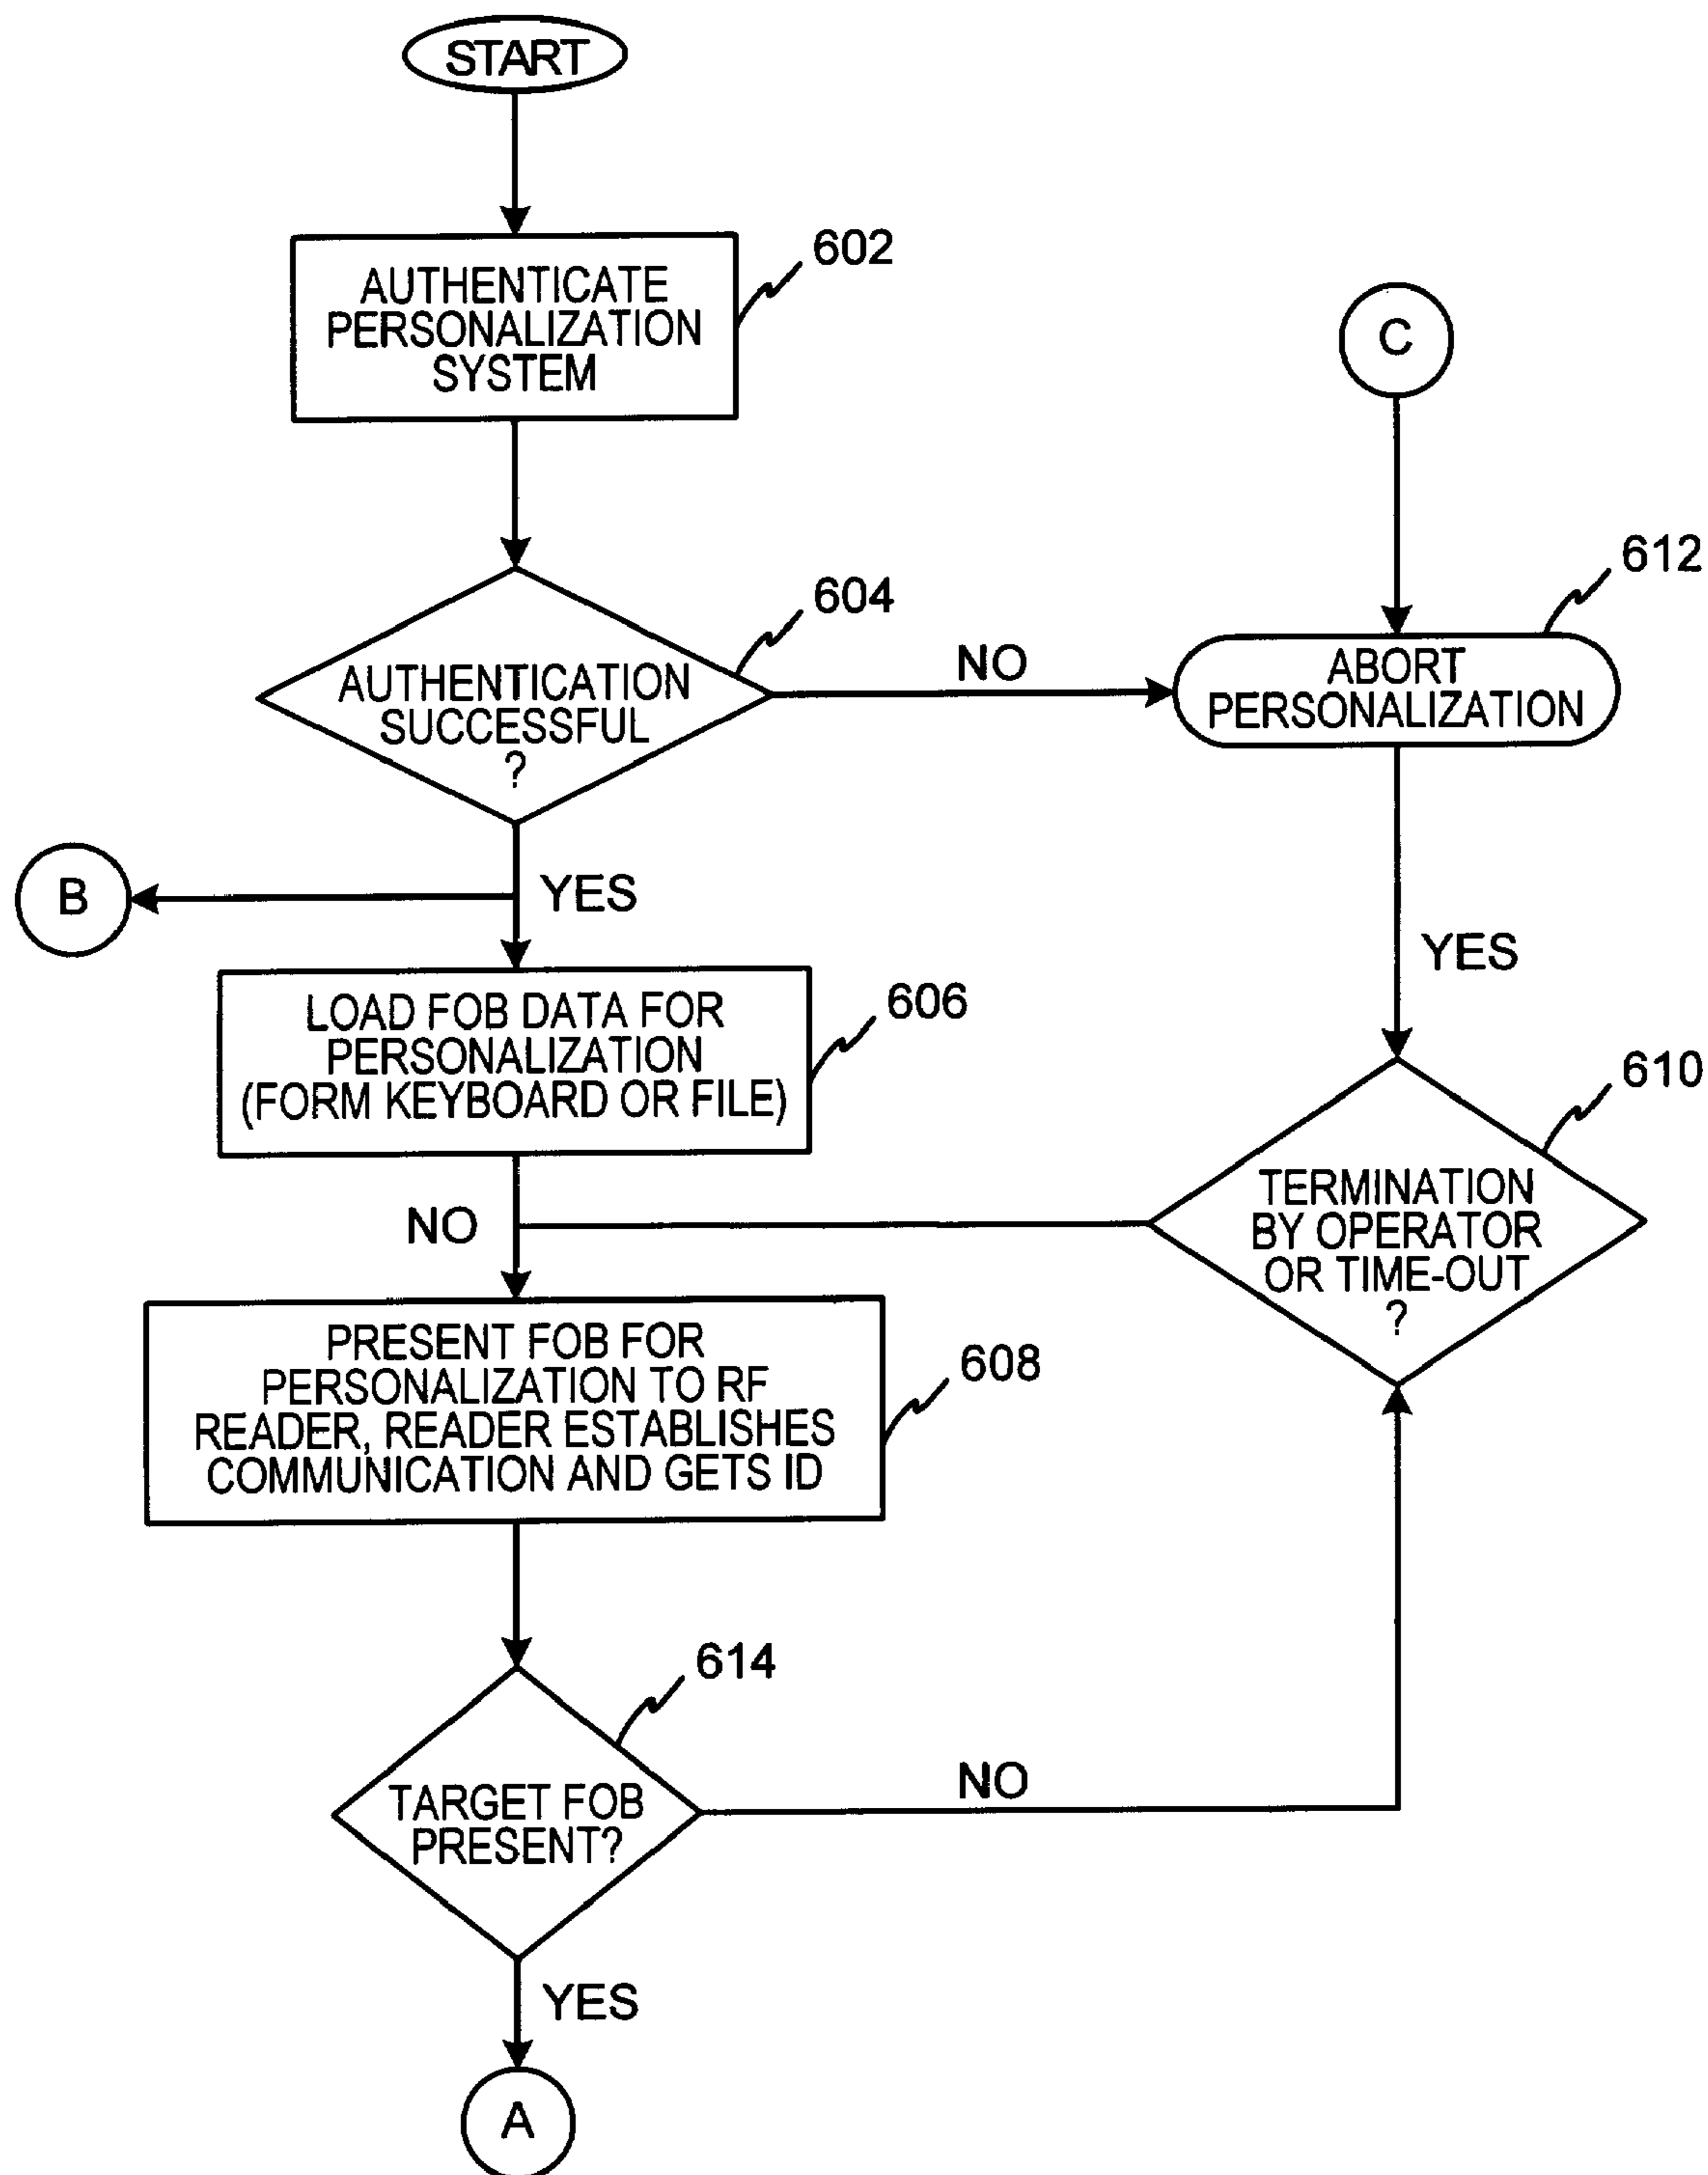 START
602
AUTHENTICATE
PERSONALIZATION
SYSTEM
C
612
604
NO
ABORT
PERSONALIZATION
AUTHENTICATION
SUCCESSFUL
?
B
YES
YES
606
LOAD FOB DATA FOR
PERSONALIZATION
(FORM KEYBOARD OR FILE)
610
TERMINATION
BY OPERATOR
OR TIME-OUT
?
NO
608
PRESENT FOB FOR
PERSONALIZATION TO RF
READER, READER ESTABLISHES
COMMUNICATION AND GETS ID
614
NO
TARGET FOB
PRESENT?
YES
A